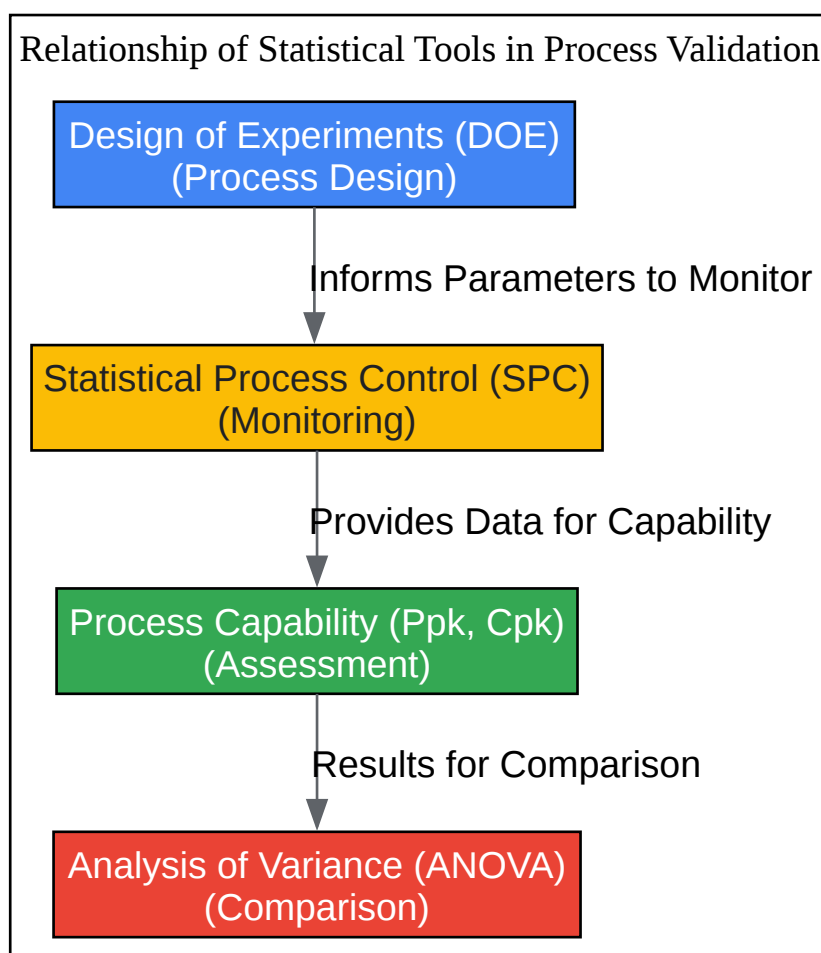 Relationship of Statistical Tools in Process Validation
Design of Experiments (DOE)
(Process Design)
Informs Parameters to Monitor
Statistical Process Control (SPC)
(Monitoring)
Provides Data for Capability
Process Capability (Ppk, Cpk)
(Assessment)
Results for Comparison
Analysis of Variance (ANOVA)
(Comparison)